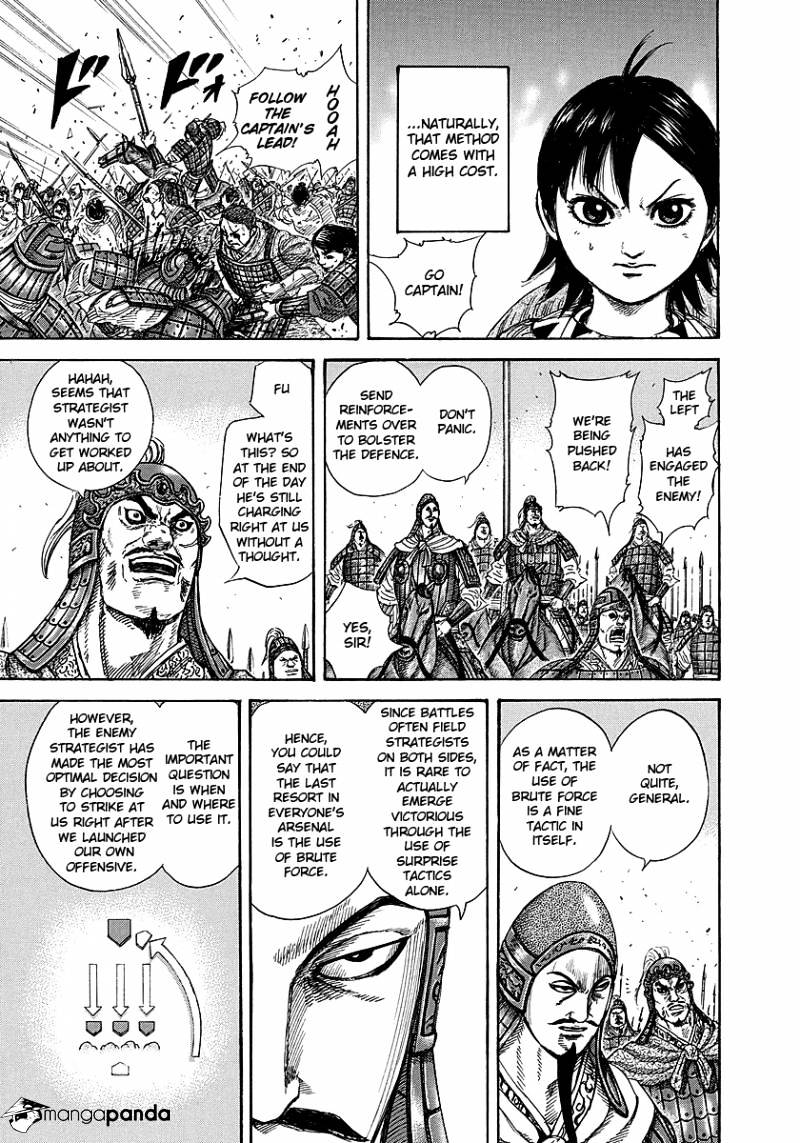 ...NATURALLY,
THAT METHOD
COMES WITH
A HIGH COST.
GO
CAPTAIN!
HOOAH
FOLLOW
THE
CAPTAIN'S
LEAD!
ドドォ
THE
LEFT
HAS
ENGAGED
THE
ENEMY!
WE'RE
BEING
PUSHED
BACK!
DON'T
PANIC.
SEND
REINFORCE-
MENTS OVER
TO BOLSTER
THE DEFENCE.
YES,
SIR!
FU
WHAT'S
THIS? SO
AT THE END
OF THE DAY
HE'S STILL
CHARGING
RIGHT AT US
WITHOUT A
THOUGHT.
HAHAH,
SEEMS THAT
STRATEGIST
WASN'T
ANYTHING TO
GET WORKED
UP ABOUT.
NOT
QUITE,
GENERAL.
AS A MATTER
OF FACT, THE
USE OF
BRUTE FORCE
IS A FINE
TACTIC IN
ITSELF.
SINCE BATTLES
OFTEN FIELD
STRATEGISTS
ON BOTH SIDES,
IT IS RARE TO
ACTUALLY
EMERGE
VICTORIOUS
THROUGH THE
USE OF
SURPRISE
TACTICS
ALONE.
HENCE,
YOU COULD
SAY THAT
THE LAST
RESORT IN
EVERYONE'S
ARSENAL
IS THE USE
OF BRUTE
FORCE.
THE
IMPORTANT
QUESTION
IS WHEN
AND WHERE
TO USE IT.
HOWEVER,
THE ENEMY
STRATEGIST HAS
MADE THE MOST
OPTIMAL DECISION
BY CHOOSING
TO STRIKE AT
US RIGHT AFTER
WE LAUNCHED
OUR OWN
OFFENSIVE.
mangapanda